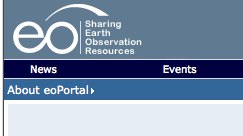 eo Sharing
Earth
Observation
Resources
News Events
About eoPortal